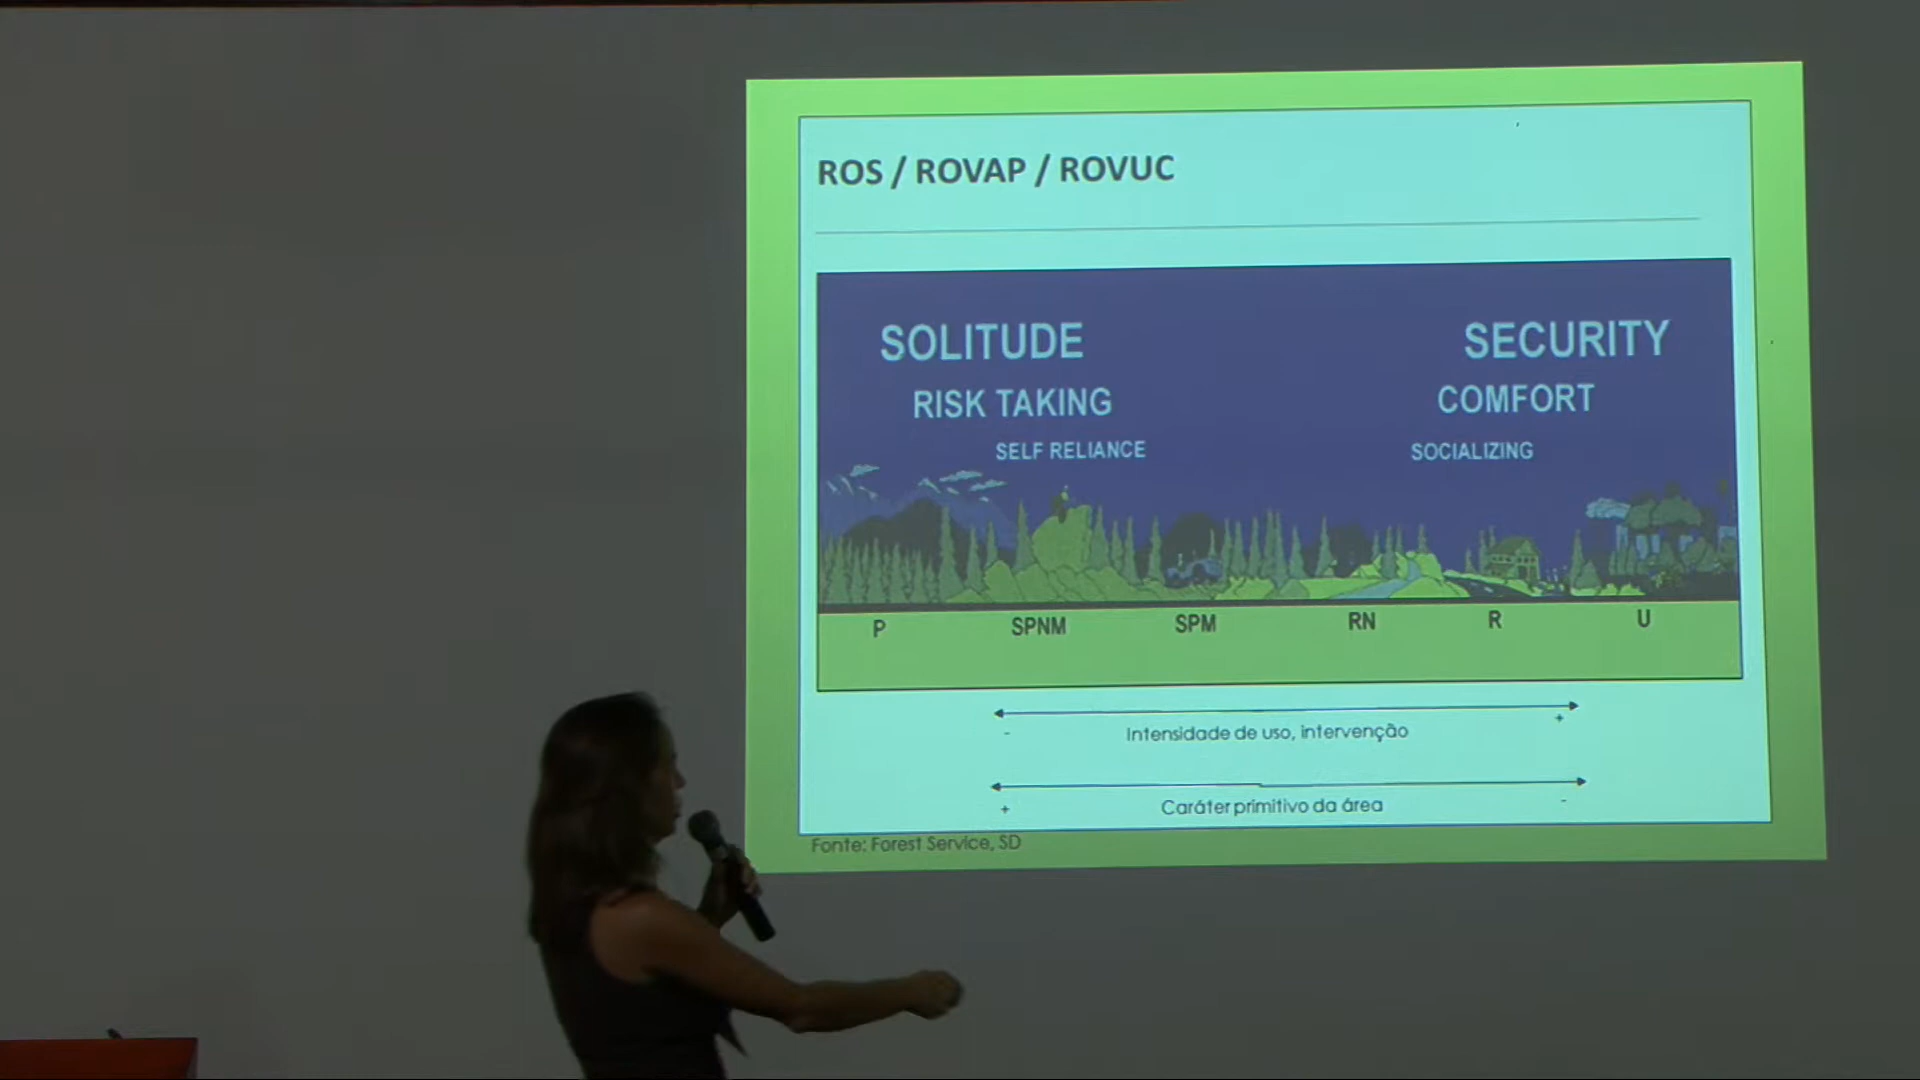 ROS / ROVAP / ROVUC
SOLITUDE
SECURITY
RISK TAKING
COMFORT
SELF RELIANCE
SOCIALIZING
P SPNM SPM RN R U
- +
Intensidade de uso, intervenção
+ -
Caráter primitivo da área
Fonte: Forest Service, SD